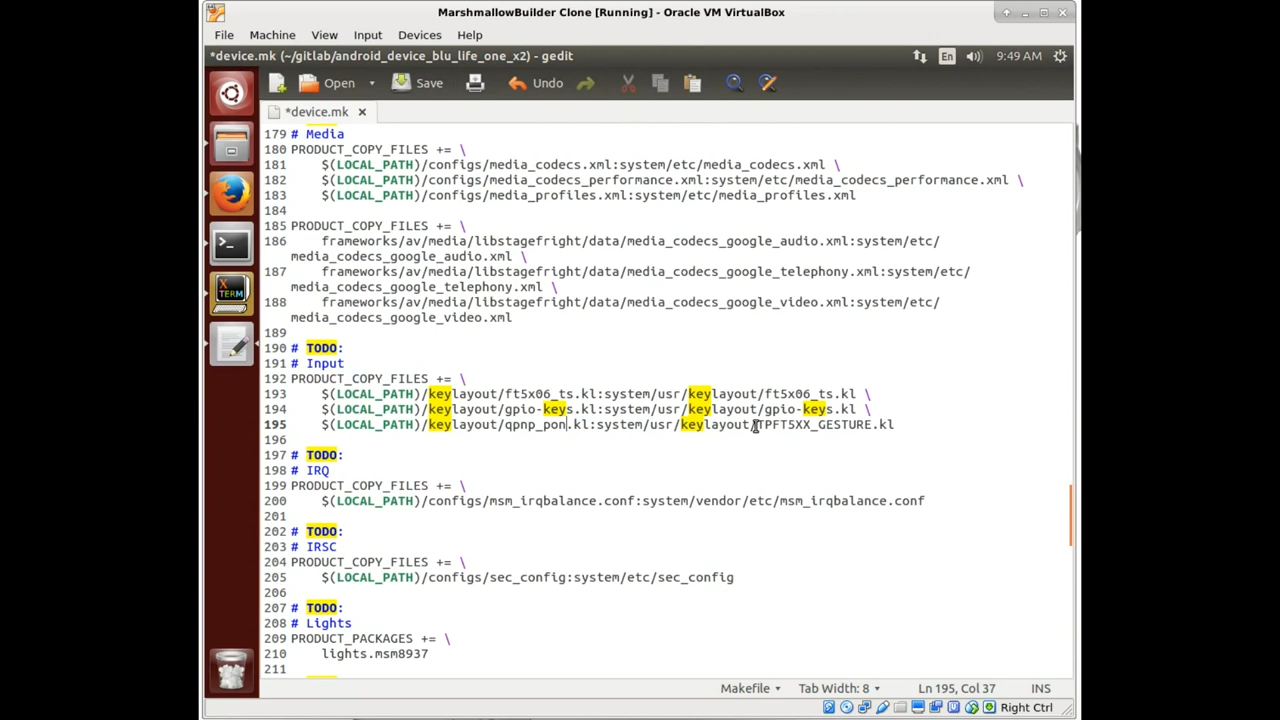 MarshmallowBuilder Clone [Running] - Oracle VM VirtualBox
File Machine View Input Devices Help
*device.mk (~/gitlab/android_device_blu_life_one_x2) - gedit En 9:49 AM
Open Save Undo
*device.mk x
179 # Media
180 PRODUCT_COPY_FILES += \
181 $(LOCAL_PATH)/configs/media_codecs.xml:system/etc/media_codecs.xml \
182 $(LOCAL_PATH)/configs/media_codecs_performance.xml:system/etc/media_codecs_performance.xml \
183 $(LOCAL_PATH)/configs/media_profiles.xml:system/etc/media_profiles.xml
184
185 PRODUCT_COPY_FILES += \
186 frameworks/av/media/libstagefright/data/media_codecs_google_audio.xml:system/etc/
media_codecs_google_audio.xml \
187 frameworks/av/media/libstagefright/data/media_codecs_google_telephony.xml:system/etc/
media_codecs_google_telephony.xml \
188 frameworks/av/media/libstagefright/data/media_codecs_google_video.xml:system/etc/
media_codecs_google_video.xml
189
190 # TODO:
191 # Input
192 PRODUCT_COPY_FILES += \
193 $(LOCAL_PATH)/keylayout/ft5x06_ts.kl:system/usr/keylayout/ft5x06_ts.kl \
194 $(LOCAL_PATH)/keylayout/gpio-keys.kl:system/usr/keylayout/gpio-keys.kl \
195 $(LOCAL_PATH)/keylayout/qpnp_pon.kl:system/usr/keylayout/TPFT5XX_GESTURE.kl
196
197 # TODO:
198 # IRQ
199 PRODUCT_COPY_FILES += \
200 $(LOCAL_PATH)/configs/msm_irqbalance.conf:system/vendor/etc/msm_irqbalance.conf
201
202 # TODO:
203 # IRSC
204 PRODUCT_COPY_FILES += \
205 $(LOCAL_PATH)/configs/sec_config:system/etc/sec_config
206
207 # TODO:
208 # Lights
209 PRODUCT_PACKAGES += \
210 lights.msm8937
211
X
TERM
Makefile Tab Width: 8 Ln 195, Col 37 INS
Right Ctrl